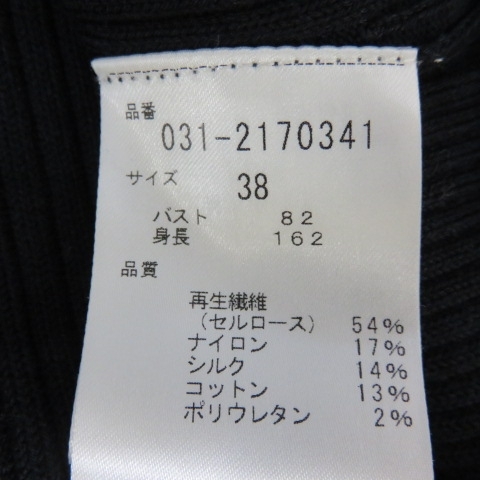 品番
031-2170341
サイズ 38
バスト 82
身長 162
品質
再生繊維
(セルロース) 54%
ナイロン 17%
シルク 14%
コットン 13%
ポリウレタン 2%